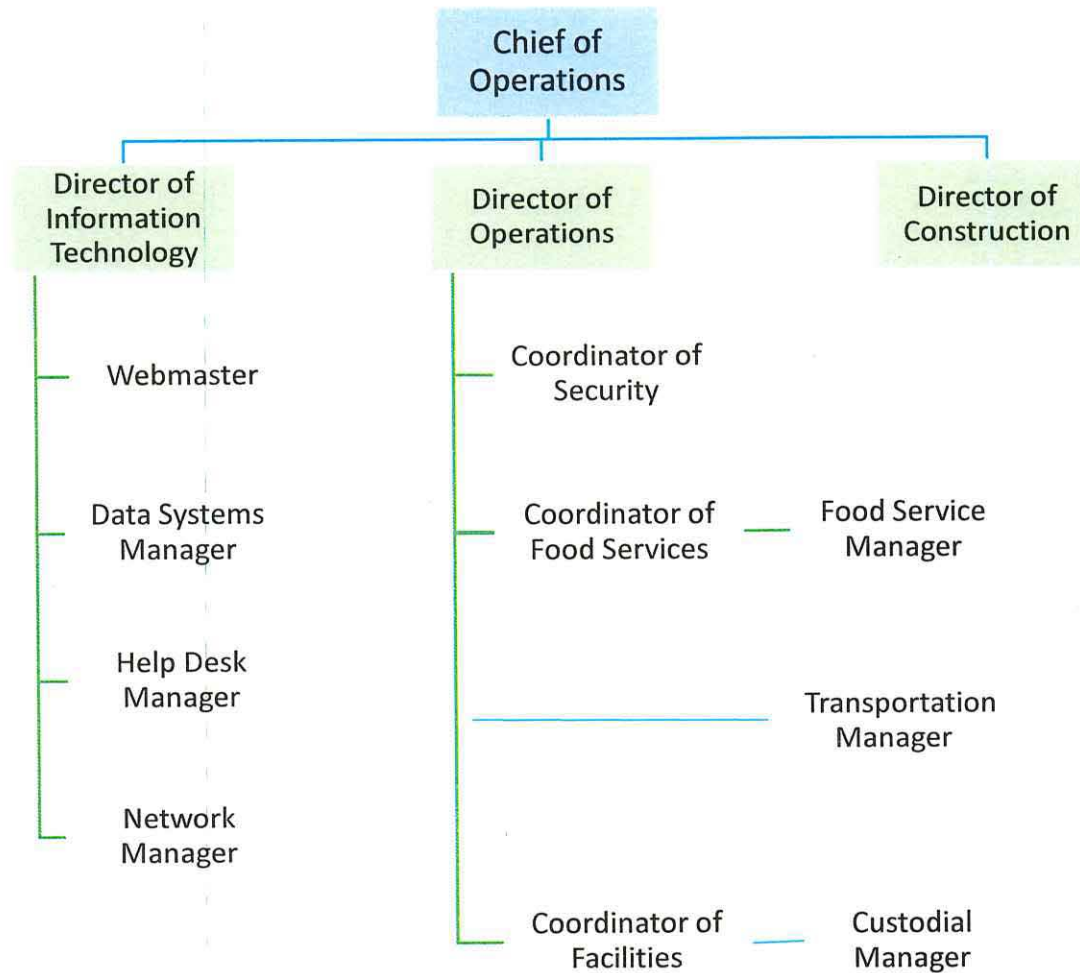 Chief of
Operations
Director of
Information
Technology
Director of
Operations
Director of
Construction
Webmaster
Coordinator of
Security
Data Systems
Manager
Coordinator of
Food Services
Food Service
Manager
Help Desk
Manager
Transportation
Manager
Network
Manager
Coordinator of
Facilities
Custodial
Manager